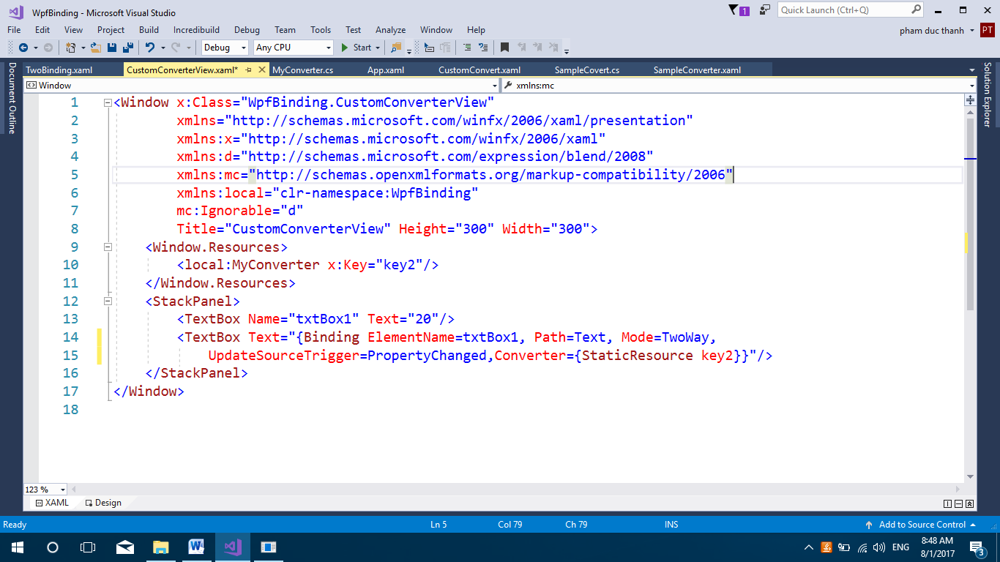 WpfBinding - Microsoft Visual Studio
1
Quick Launch (Ctrl+Q)
File Edit View Project Build Incredibuild Debug Team Tools Test Analyze Window Help
pham duc thanh PT
Debug Any CPU Start
Document Outline
Solution Explorer
TwoBinding.xaml CustomConverterView.xaml* MyConverter.cs App.xaml CustomConvert.xaml SampleCovert.cs SampleConverter.xaml
Window xmlns:mc
1 <Window x:Class="WpfBinding.CustomConverterView"
2 xmlns="http://schemas.microsoft.com/winfx/2006/xaml/presentation"
3 xmlns:x="http://schemas.microsoft.com/winfx/2006/xaml"
4 xmlns:d="http://schemas.microsoft.com/expression/blend/2008"
5 xmlns:mc="http://schemas.openxmlformats.org/markup-compatibility/2006"
6 xmlns:local="clr-namespace:WpfBinding"
7 mc:Ignorable="d"
8 Title="CustomConverterView" Height="300" Width="300">
9 <Window.Resources>
10 <local:MyConverter x:Key="key2"/>
11 </Window.Resources>
12 <StackPanel>
13 <TextBox Name="txtBox1" Text="20"/>
14 <TextBox Text="{Binding ElementName=txtBox1, Path=Text, Mode=TwoWay,
15 UpdateSourceTrigger=PropertyChanged,Converter={StaticResource key2}}"/>
16 </StackPanel>
17 </Window>
18
123 %
XAML Design
Ready Ln 5 Col 79 Ch 79 INS Add to Source Control
ENG
8:48 AM
8/1/2017
3